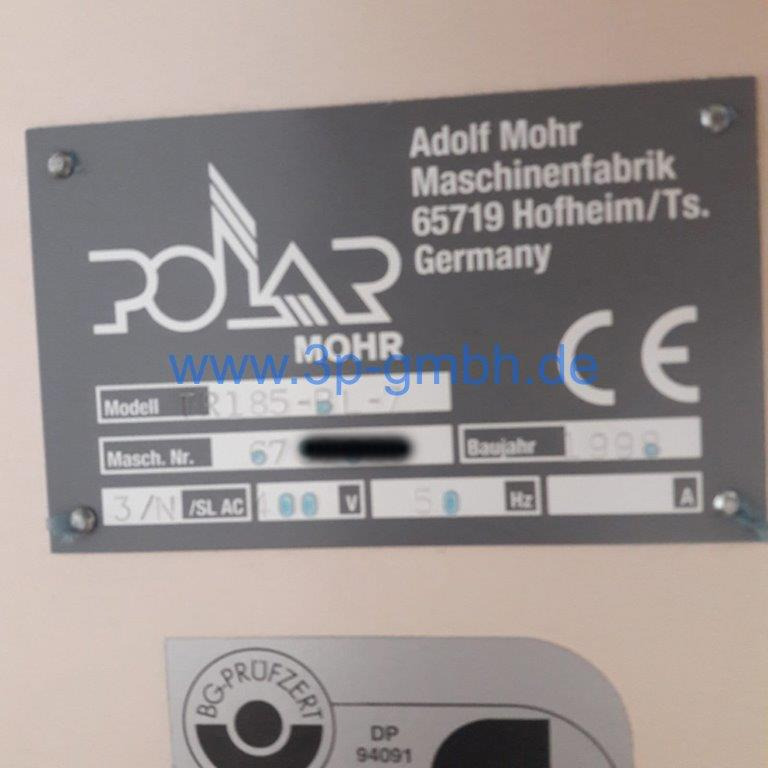 Adolf Mohr
Maschinenfabrik
65719 Hofheim/Ts.
Germany
POLAR
MOHR
www.3p-gmbh.de
Modell TR185-BL-7
Masch. Nr. 67 Baujahr 1998
3/N /SL AC 400 V 50 Hz A
CE
BG-PRÜFZERT
DP
94091